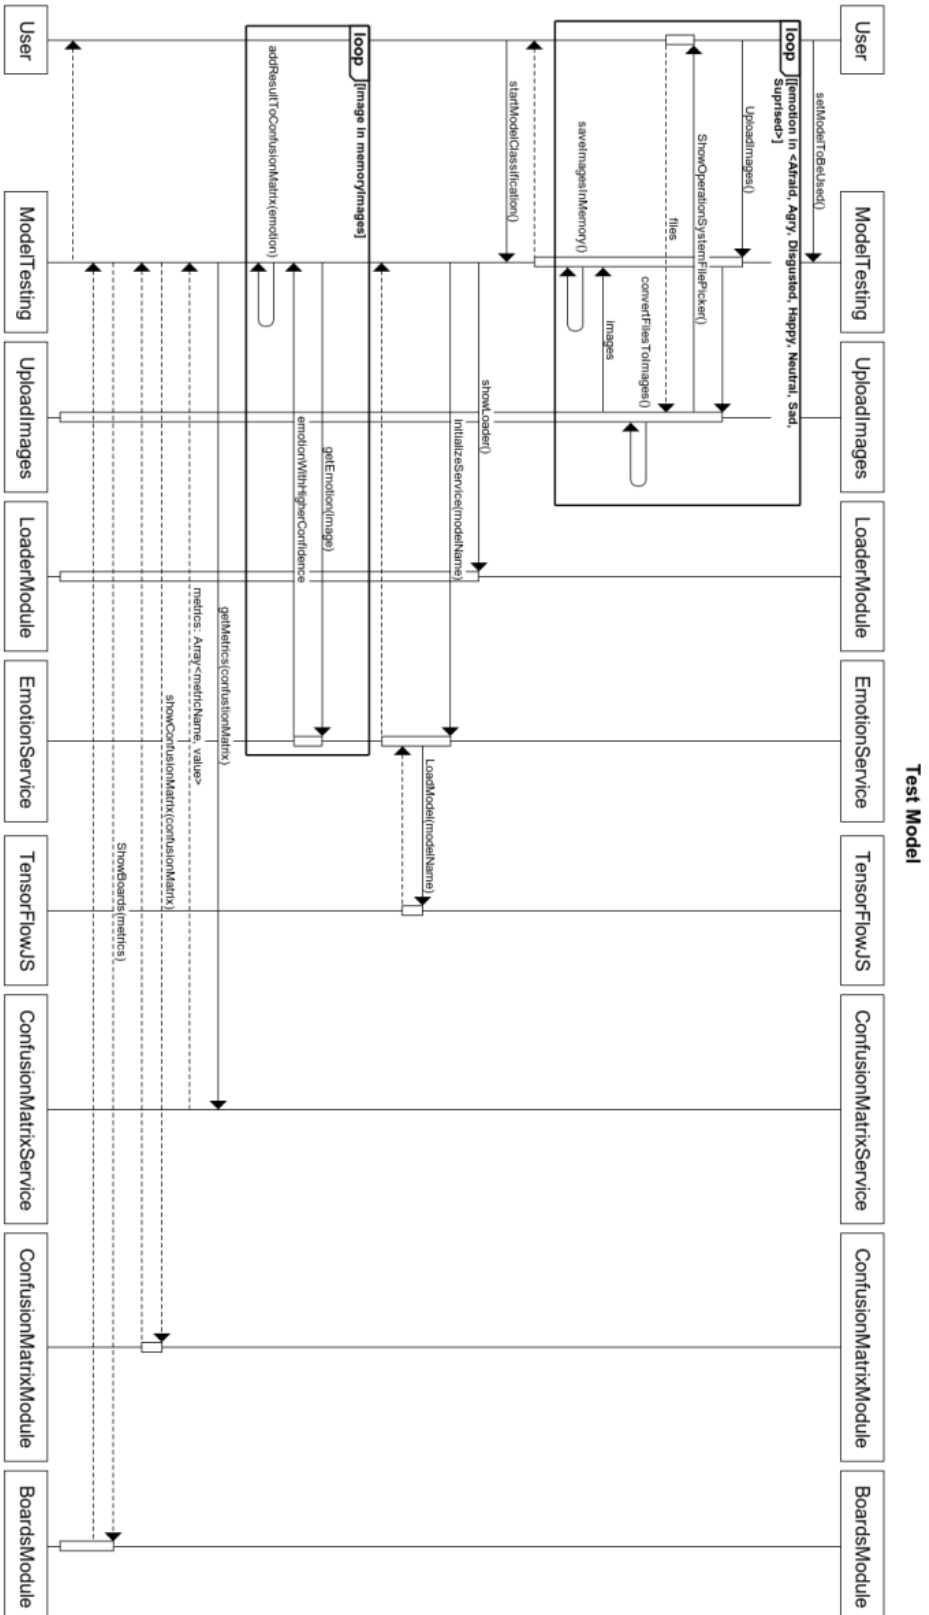 Test Model
User
ModelTesting
UploadImages
LoaderModule
EmotionService
TensorFlowJS
ConfusionMatrixService
ConfusionMatrixModule
BoardsModule
setModelToBeUsed()
loop
[[emotion in <Afraid, Agry, Disgusted, Happy, Neutral, Sad,
Suprised>]
UploadImages()
ShowOperationSystemFilePicker()
files
convertFilesToImages()
images
saveImagesInMemory()
startModelClassification()
showLoader()
initializeService(modelName)
LoadModel(modelName)
loop
[image in memoryImages]
getEmotion(image)
emotionWithHigherConfidence
addResultToConfusionMatrix(emotion)
getMetrics(confustionMatrix)
metrics: Array<metricName, value>
showConfusionMatrix(confusionMatrix)
ShowBoards(metrics)
User
ModelTesting
UploadImages
LoaderModule
EmotionService
TensorFlowJS
ConfusionMatrixService
ConfusionMatrixModule
BoardsModule